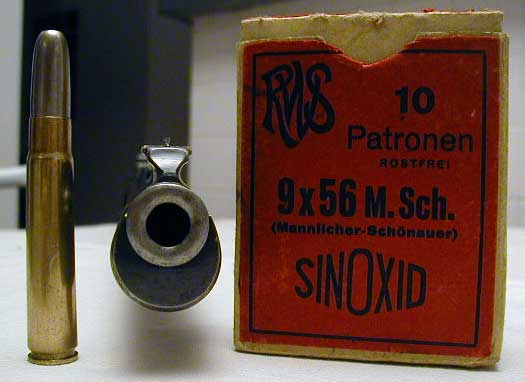 RWS
10
Patronen
ROSTFREI
9x56 M. Sch.
(Mannlicher-Schönauer)
SINOXID